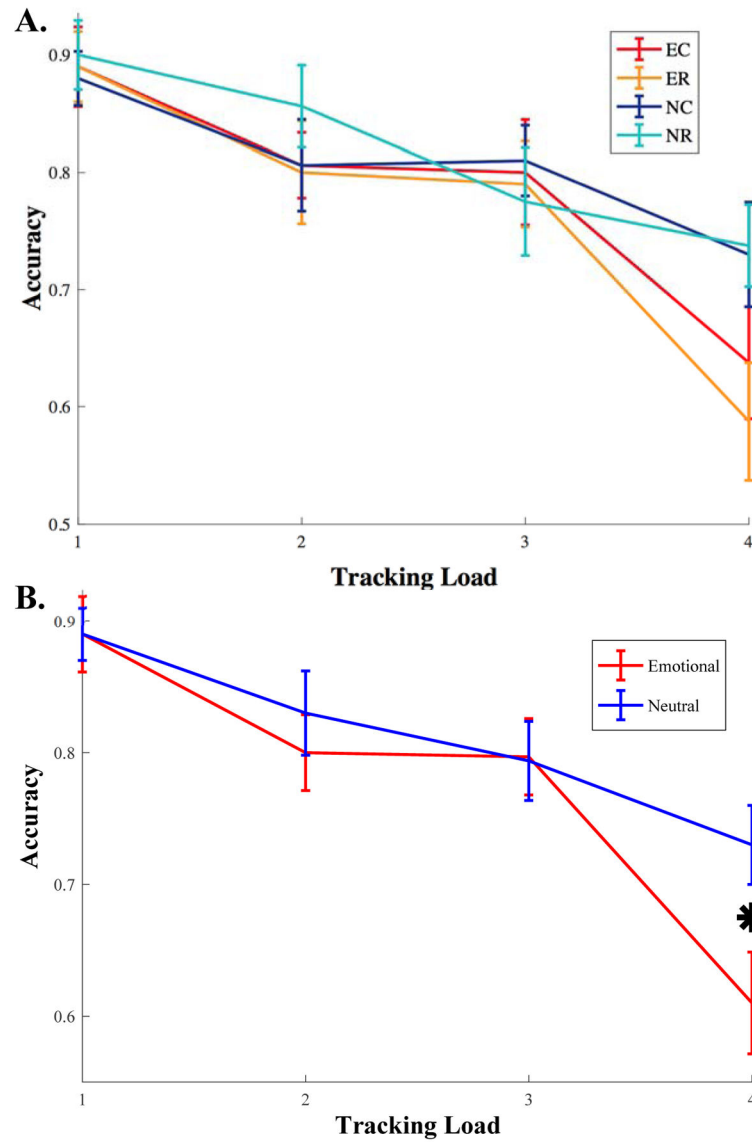 A.
EC
ER
NC
NR
0.9
0.8
0.7
0.6
0.5
1
2
3
4
Accuracy
Tracking Load
B.
Emotional
Neutral
0.9
0.8
0.7
0.6
1
2
3
4
Accuracy
Tracking Load